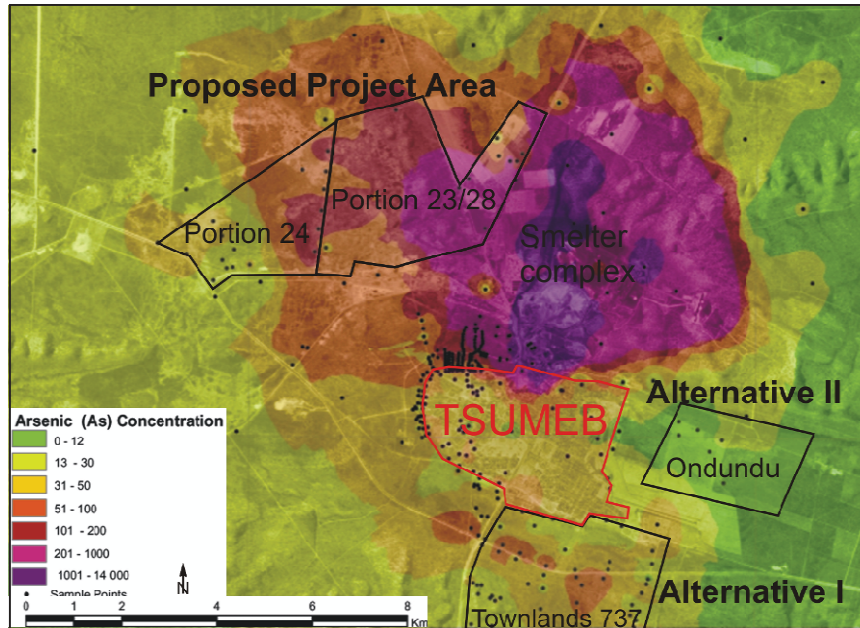 Proposed Project Area
Portion 23/28
Portion 24
Smelter
complex
Alternative II
TSUMEB
Ondundu
Arsenic (As) Concentration
0 - 12
13 - 30
31 - 50
51 - 100
101 - 200
201 - 1000
1001 - 14 000
Sample Points
N
Alternative I
Townlands 737
0 2 4 6 8
Km